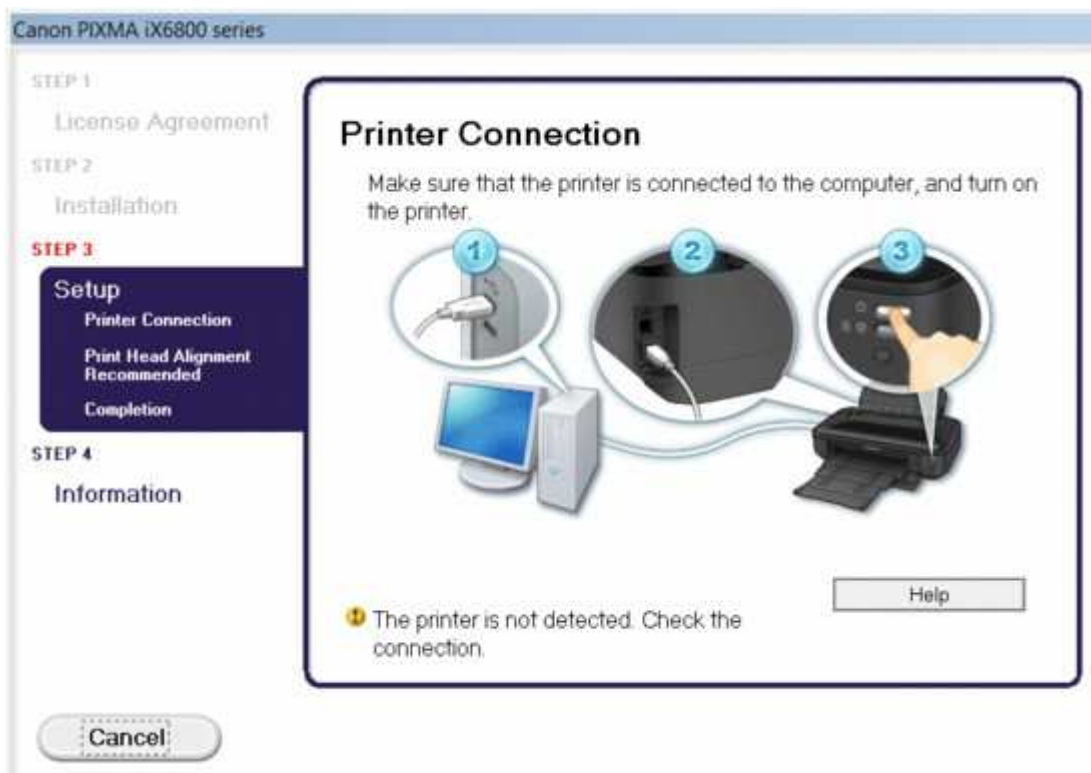 Canon PIXMA iX6800 series
STEP 1
License Agreement
STEP 2
Installation
STEP 3
Setup
Printer Connection
Print Head Alignment
Recommended
Completion
STEP 4
Information
Printer Connection
Make sure that the printer is connected to the computer, and turn on
the printer.
1
2
3
Help
The printer is not detected. Check the
connection.
Cancel